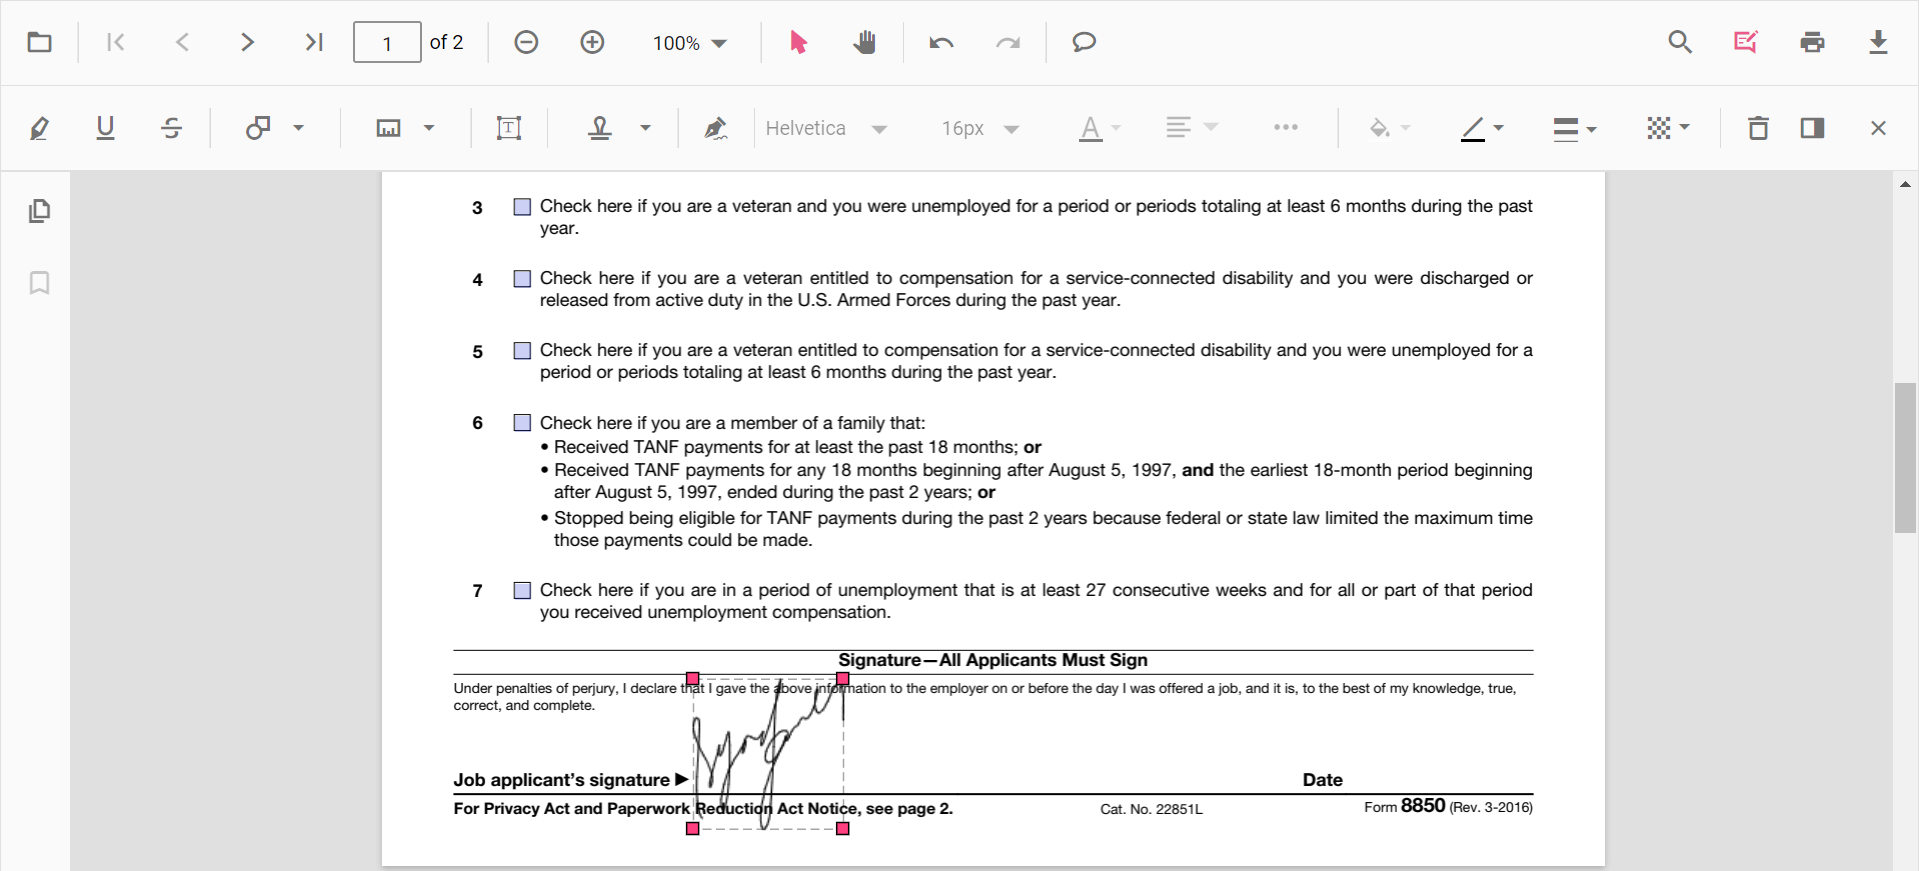 1 of 2 100%
Helvetica 16px A
3 Check here if you are a veteran and you were unemployed for a period or periods totaling at least 6 months during the past
year.
4 Check here if you are a veteran entitled to compensation for a service-connected disability and you were discharged or
released from active duty in the U.S. Armed Forces during the past year.
5 Check here if you are a veteran entitled to compensation for a service-connected disability and you were unemployed for a
period or periods totaling at least 6 months during the past year.
6 Check here if you are a member of a family that:
• Received TANF payments for at least the past 18 months; or
• Received TANF payments for any 18 months beginning after August 5, 1997, and the earliest 18-month period beginning
after August 5, 1997, ended during the past 2 years; or
• Stopped being eligible for TANF payments during the past 2 years because federal or state law limited the maximum time
those payments could be made.
7 Check here if you are in a period of unemployment that is at least 27 consecutive weeks and for all or part of that period
you received unemployment compensation.
Signature—All Applicants Must Sign
Under penalties of perjury, I declare that I gave the above information to the employer on or before the day I was offered a job, and it is, to the best of my knowledge, true,
correct, and complete.
Job applicant's signature ▶ Date
For Privacy Act and Paperwork Reduction Act Notice, see page 2. Cat. No. 22851L Form 8850 (Rev. 3-2016)